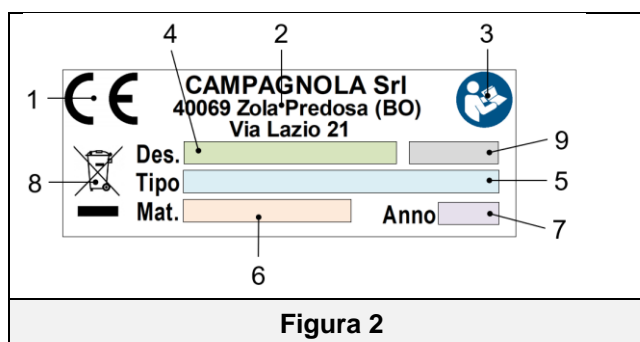 4 2 3
1 CE CAMPAGNOLA Srl
40069 Zola Predosa (BO)
Via Lazio 21
Des. 9
8 Tipo 5
Mat. Anno 7
6
Figura 2